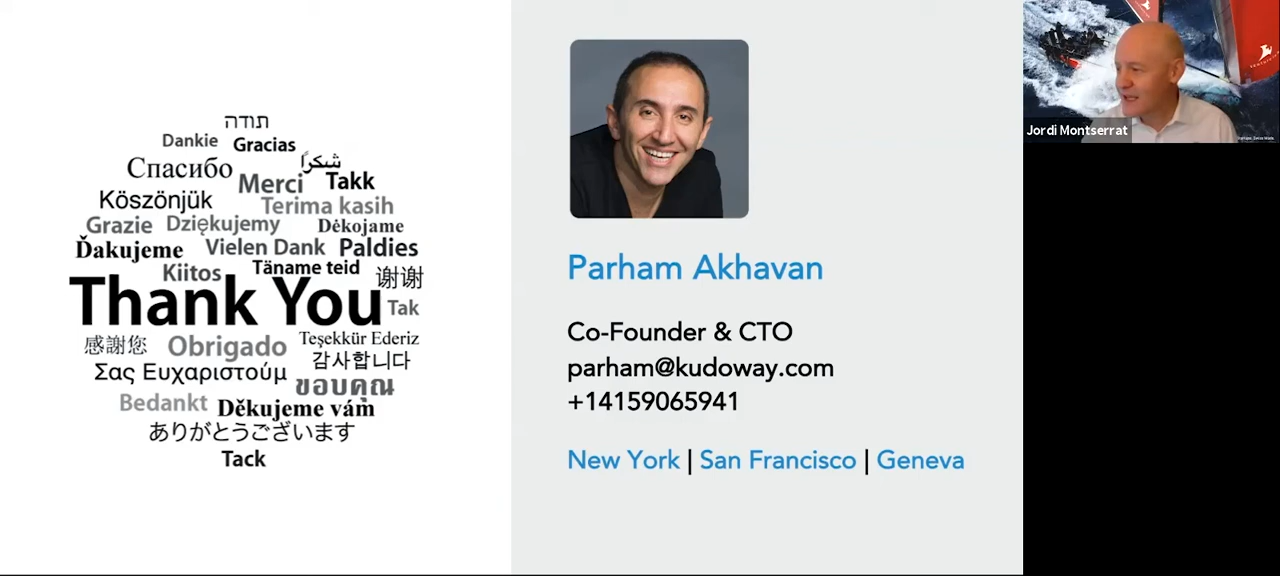 תודה
Dankie Gracias
Спасибо شكراً
Merci Takk
Köszönjük Terima kasih
Grazie Dziękujemy Dėkojame
Ďakujeme Vielen Dank Paldies
Kiitos Täname teid 谢谢
Thank You Tak
感謝您 Obrigado Teşekkür Ederiz
감사합니다
Σας Ευχαριστούμ ขอบคุณ
Bedankt Děkujeme vám
ありがとうございます
Tack
Parham Akhavan
Co-Founder & CTO
parham@kudoway.com
+14159065941
New York | San Francisco | Geneva
Jordi Montserrat